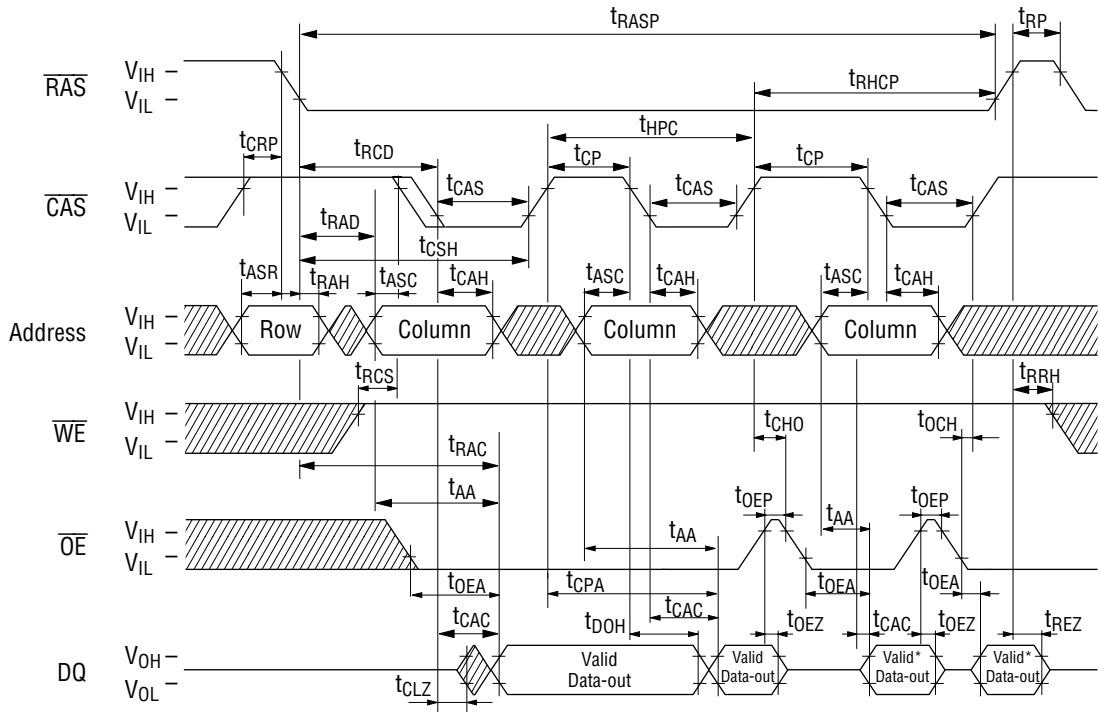 tRASP
tRP
RAS
VIH
VIL
tRHCP
tHPC
tCRP
tRCD
tCP
tCP
CAS
VIH
VIL
tCAS
tCAS
tCAS
tRAD
tCSH
tASR
tRAH
tASC
tCAH
tASC
tCAH
tASC
tCAH
Address
VIH
VIL
Row
Column
Column
Column
tRCS
tRRH
WE
VIH
VIL
tCHO
tOCH
tRAC
tAA
tOEP
tOEP
OE
VIH
VIL
tAA
tAA
tOEA
tCPA
tOEA
tOEA
tCAC
tCAC
tDOH
tOEZ
tCAC
tOEZ
tREZ
DQ
VOH
VOL
Valid
Data-out
Valid
Data-out
Valid*
Data-out
Valid*
Data-out
tCLZ